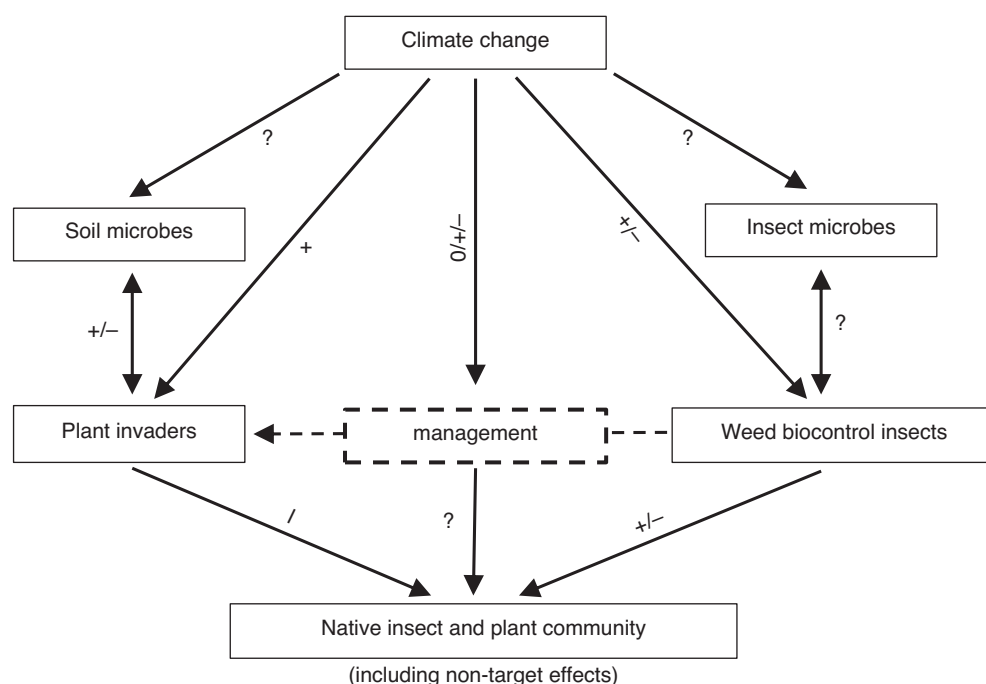 Climate change
?
?
Soil microbes
Insect microbes
+
0/+/–
+/–
+/–
?
Plant invaders
management
Weed biocontrol insects
/
?
+/–
Native insect and plant community
(including non-target effects)